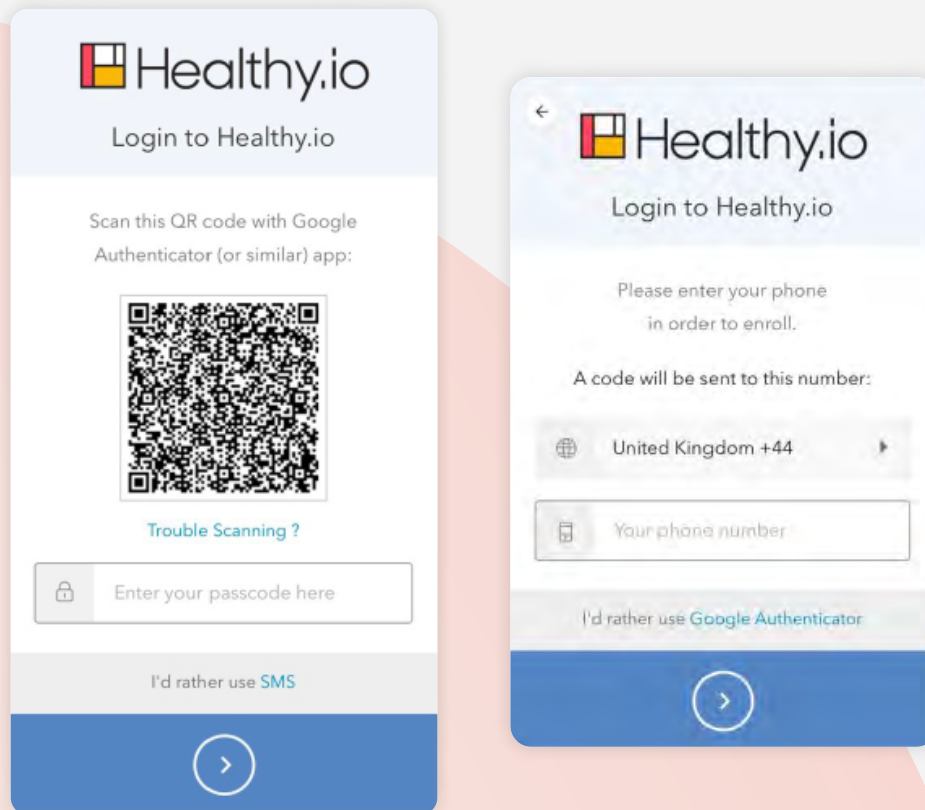 Healthy.io
Login to Healthy.io
Scan this QR code with Google
Authenticator (or similar) app:
Trouble Scanning ?
Enter your passcode here
I'd rather use SMS
Healthy.io
Login to Healthy.io
Please enter your phone
in order to enroll.
A code will be sent to this number:
United Kingdom +44
Your phone number
I'd rather use Google Authenticator